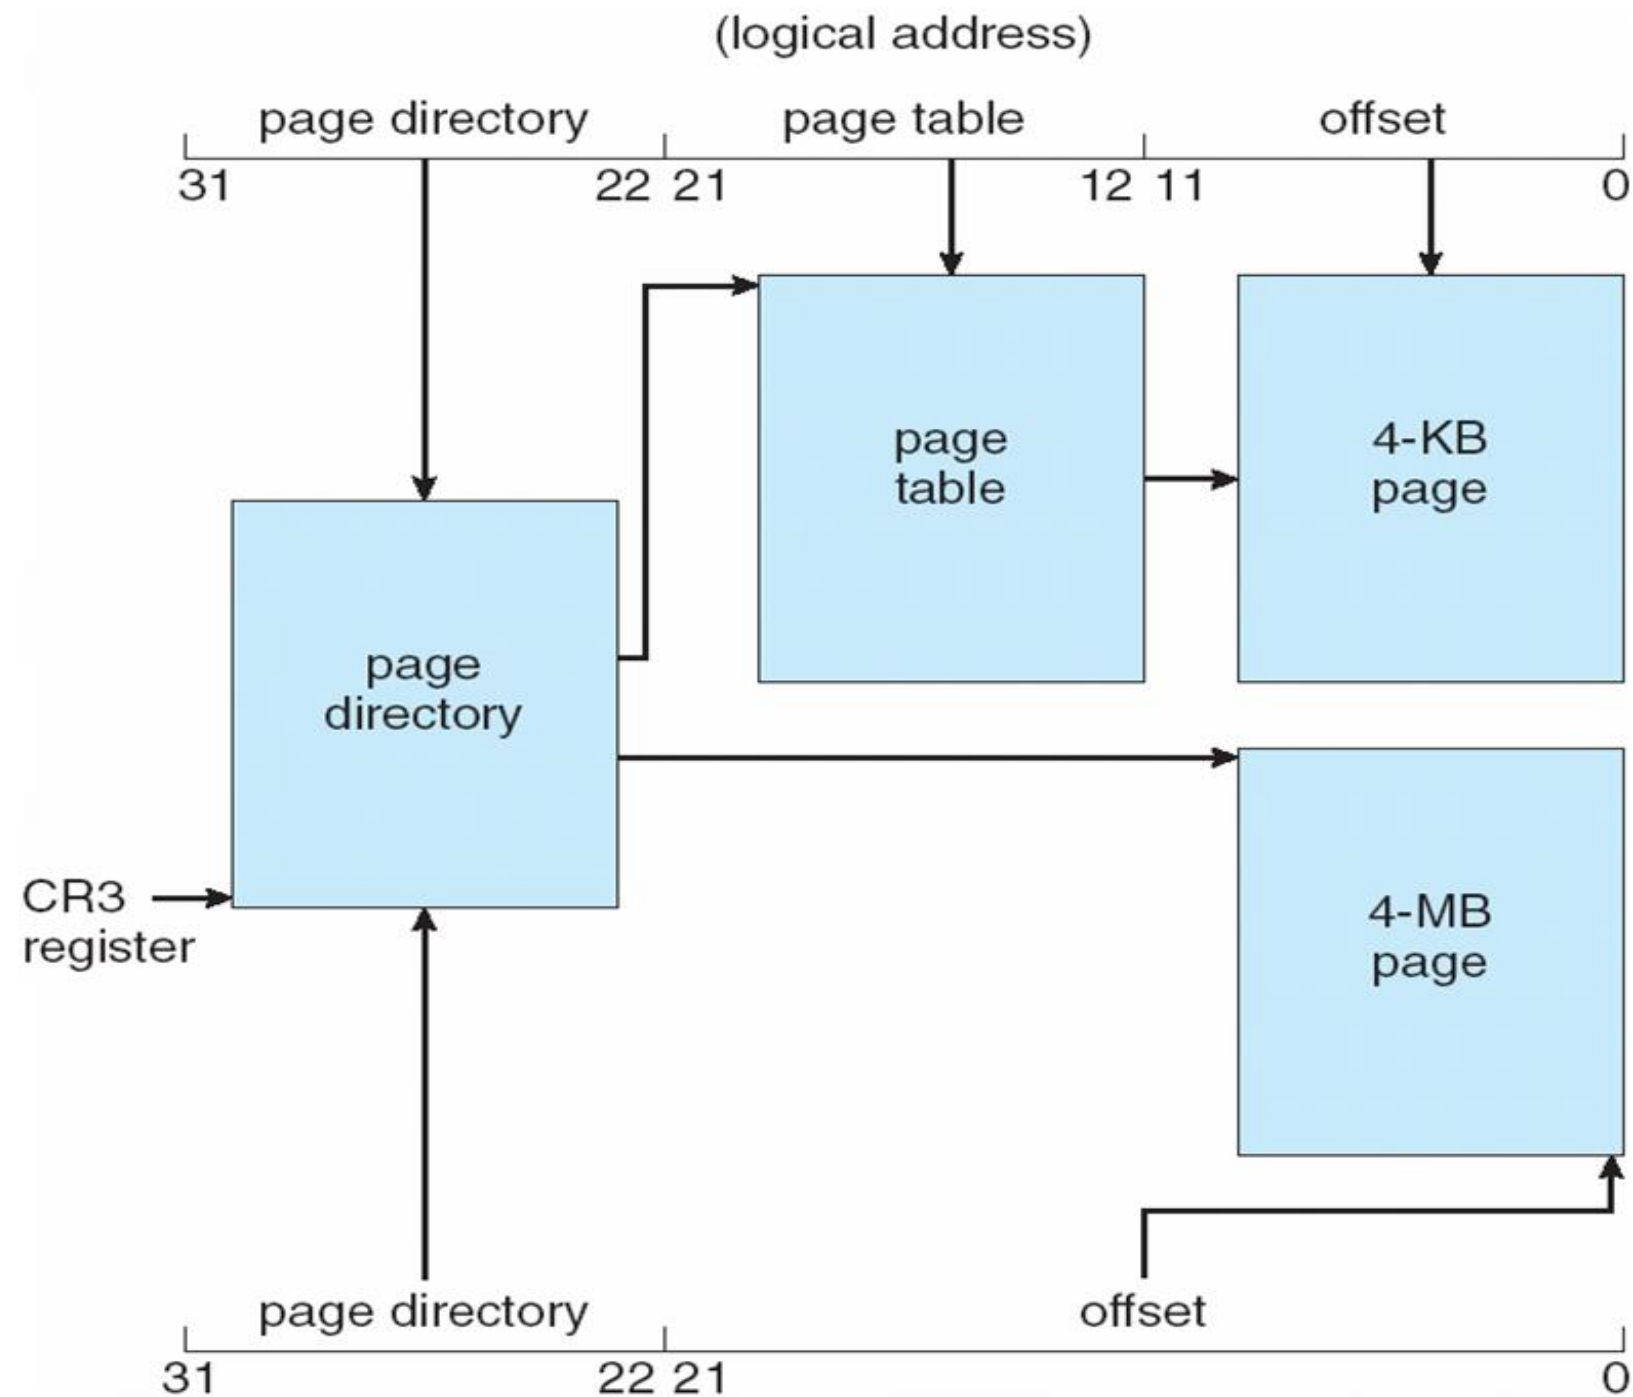 (logical address)
page directory page table offset
31 22 21 12 11 0
page
table
4-KB
page
page
directory
CR3
register
4-MB
page
page directory offset
31 22 21 0